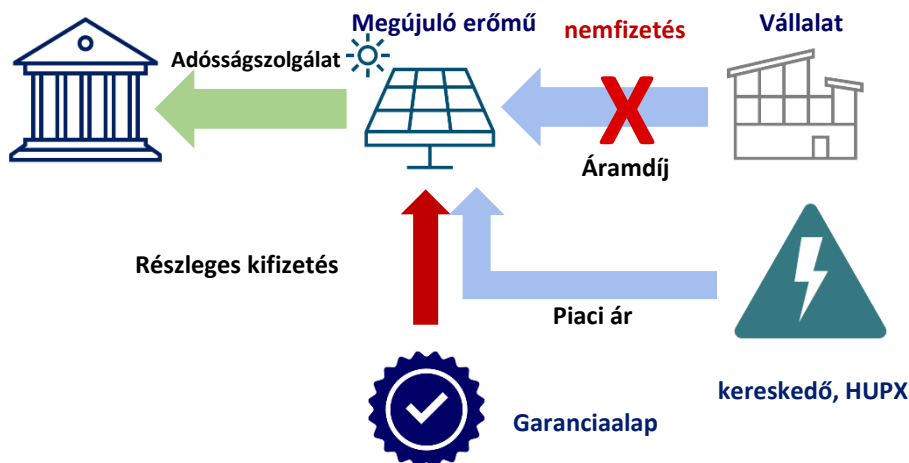 Megújuló erőmű
nemfizetés
Vállalat
Adósságszolgálat
X
Áramdíj
Részleges kifizetés
Piaci ár
kereskedő, HUPX
Garanciaalap